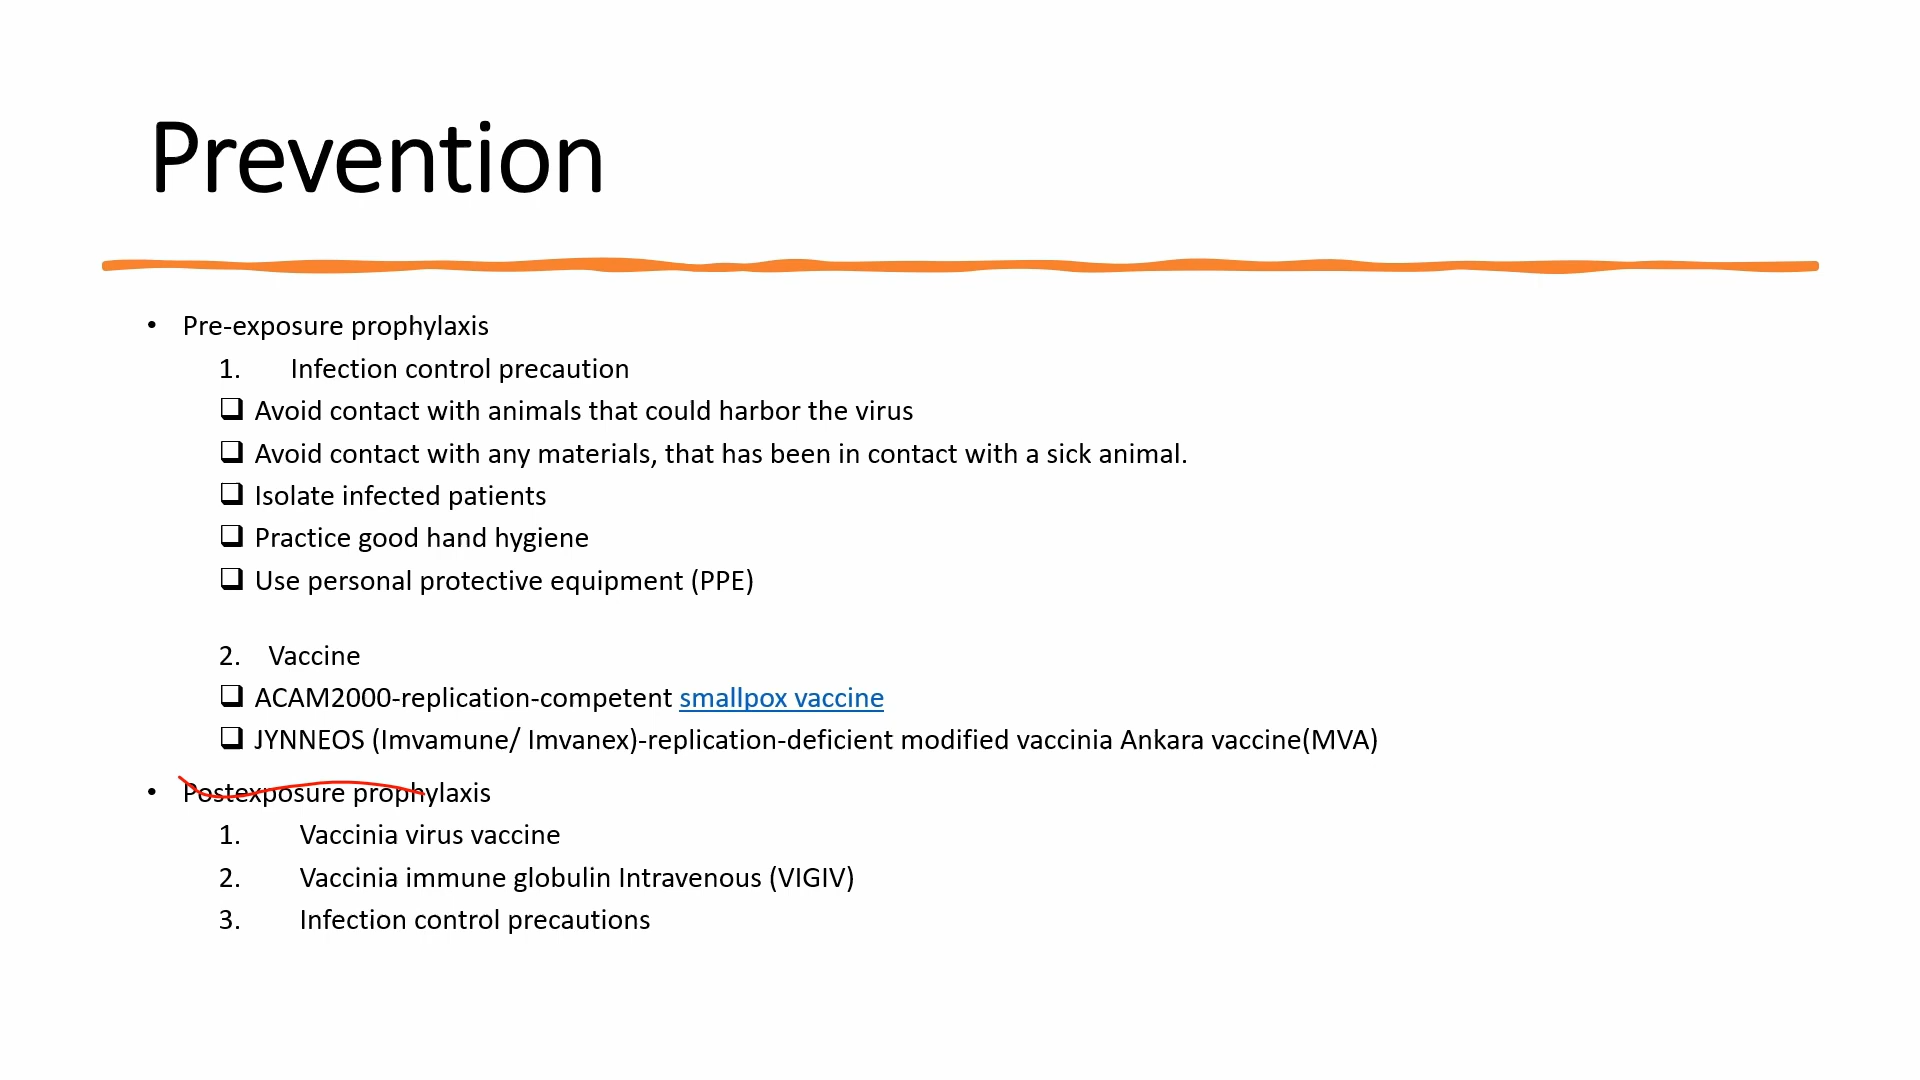 Prevention
• Pre-exposure prophylaxis
1. Infection control precaution
❑ Avoid contact with animals that could harbor the virus
❑ Avoid contact with any materials, that has been in contact with a sick animal.
❑ Isolate infected patients
❑ Practice good hand hygiene
❑ Use personal protective equipment (PPE)
2. Vaccine
❑ ACAM2000-replication-competent smallpox vaccine
❑ JYNNEOS (Imvamune/ Imvanex)-replication-deficient modified vaccinia Ankara vaccine(MVA)
• Postexposure prophylaxis
1. Vaccinia virus vaccine
2. Vaccinia immune globulin Intravenous (VIGIV)
3. Infection control precautions